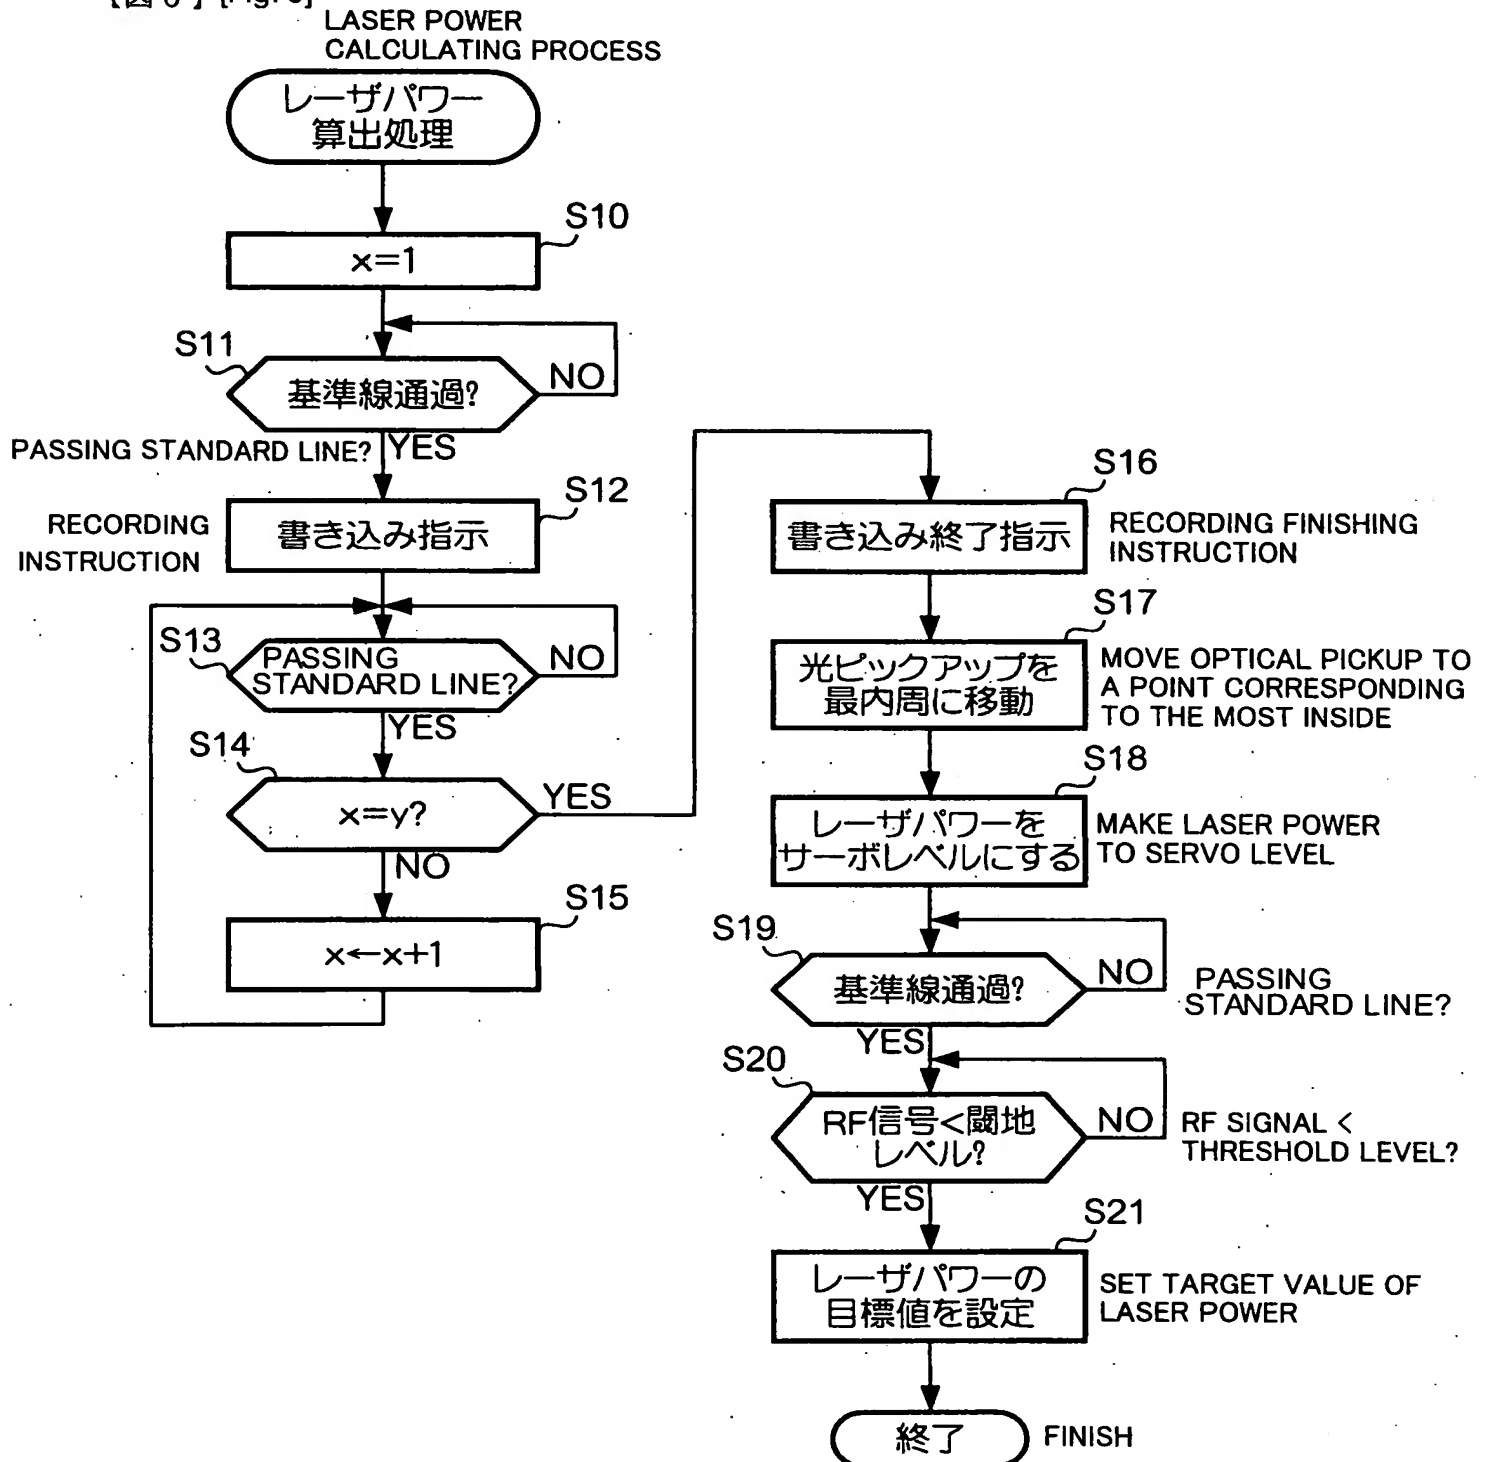 LASER POWER
CALCULATING PROCESS
レーザパワー
算出処理
S10
x=1
S11
基準線通過?
NO
PASSING STANDARD LINE?
YES
S12
書き込み指示
RECORDING
INSTRUCTION
S13
PASSING
STANDARD LINE?
NO
YES
S14
x=y?
YES
NO
S15
x←x+1
S16
書き込み終了指示
RECORDING FINISHING
INSTRUCTION
S17
光ピックアップを
最内周に移動
MOVE OPTICAL PICKUP TO
A POINT CORRESPONDING
TO THE MOST INSIDE
S18
レーザパワーを
サーボレベルにする
MAKE LASER POWER
TO SERVO LEVEL
S19
基準線通過?
NO
PASSING
STANDARD LINE?
YES
S20
RF信号<閾地
レベル?
NO
RF SIGNAL <
THRESHOLD LEVEL?
YES
S21
レーザパワーの
目標値を設定
SET TARGET VALUE OF
LASER POWER
終了
FINISH